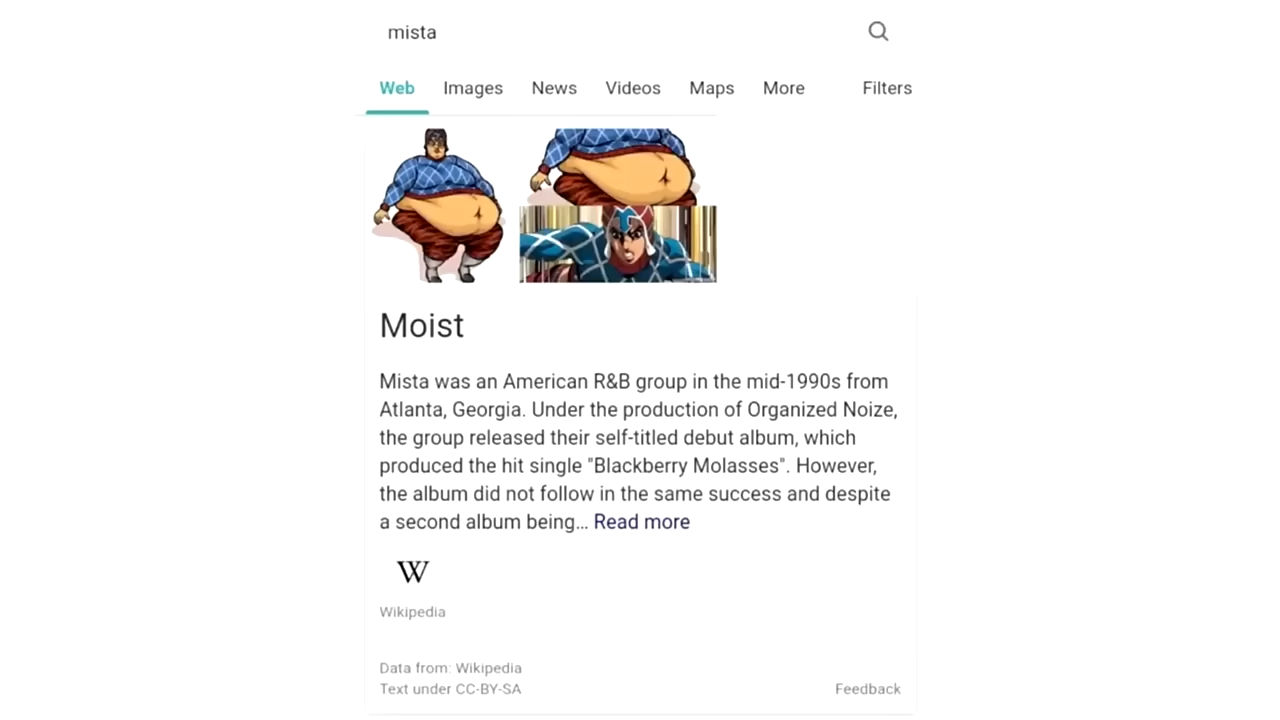 mista
Web Images News Videos Maps More Filters
Moist
Mista was an American R&B group in the mid-1990s from
Atlanta, Georgia. Under the production of Organized Noize,
the group released their self-titled debut album, which
produced the hit single "Blackberry Molasses". However,
the album did not follow in the same success and despite
a second album being... Read more
W
Wikipedia
Data from: Wikipedia
Text under CC-BY-SA
Feedback